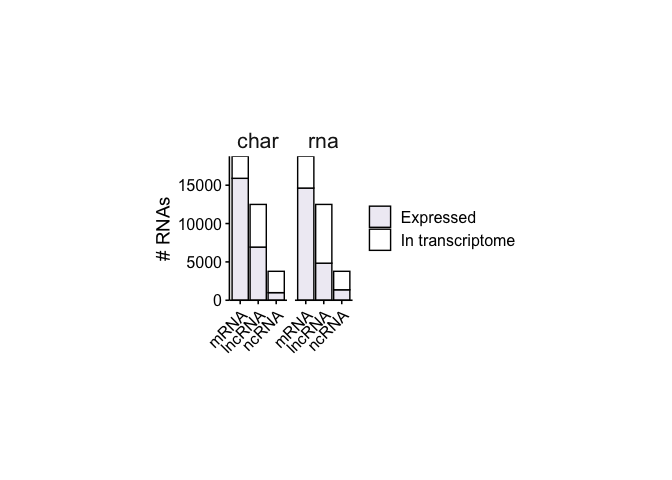 char rna
# RNAs
15000
10000
5000
0
mRNA
lncRNA
ncRNA
mRNA
lncRNA
ncRNA
Expressed
In transcriptome